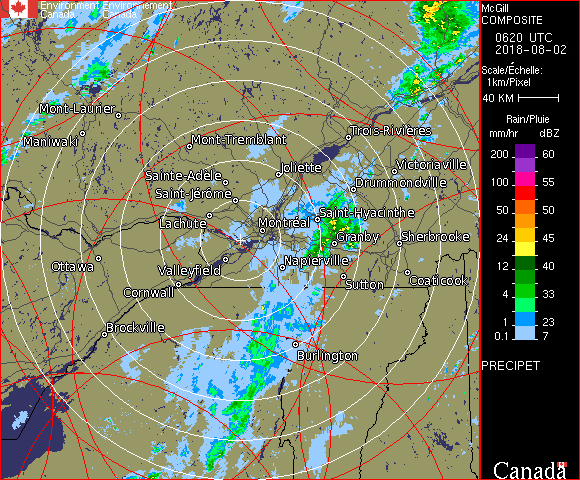 Environment Environnement
Canada Canada
McGill
COMPOSITE
0620 UTC
2018-08-02
Scale/Échelle:
1km/Pixel
40 KM
Rain/Pluie
mm/hr dBZ
200 60
100 55
50 50
24 45
12 40
4 33
1 23
0.1 7
PRECIPET
Canada
Mont-Laurier
Maniwaki
Mont-Tremblant
Trois-Rivières
Sainte-Adèle
Joliette
Victoriaville
Saint-Jérôme
Drummondville
Lachute
Montréal
Saint-Hyacinthe
Granby
Sherbrooke
Ottawa
Valleyfield
Napierville
Cornwall
Sutton
Coaticook
Brockville
Burlington